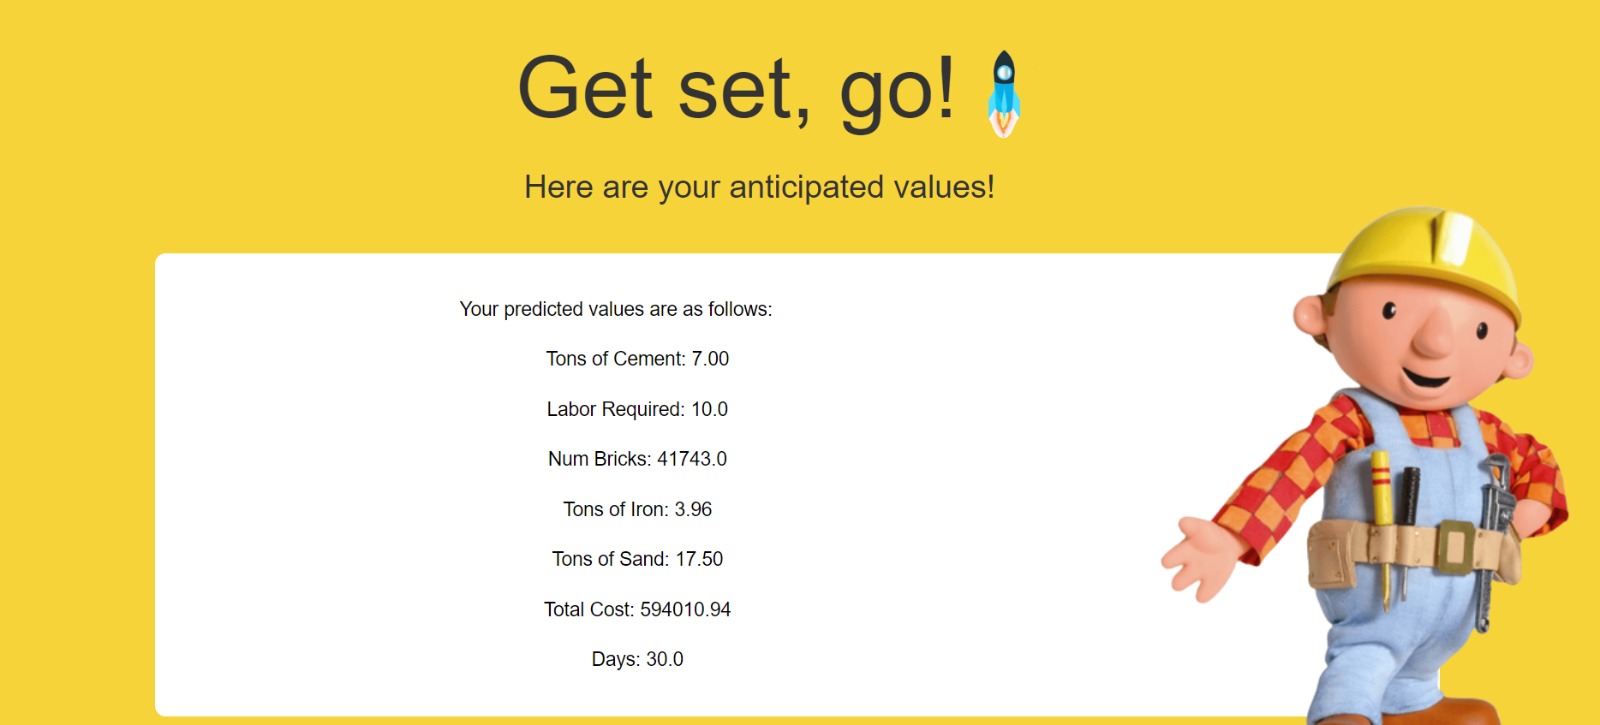 Get set, go!
Here are your anticipated values!
Your predicted values are as follows:
Tons of Cement: 7.00
Labor Required: 10.0
Num Bricks: 41743.0
Tons of Iron: 3.96
Tons of Sand: 17.50
Total Cost: 594010.94
Days: 30.0